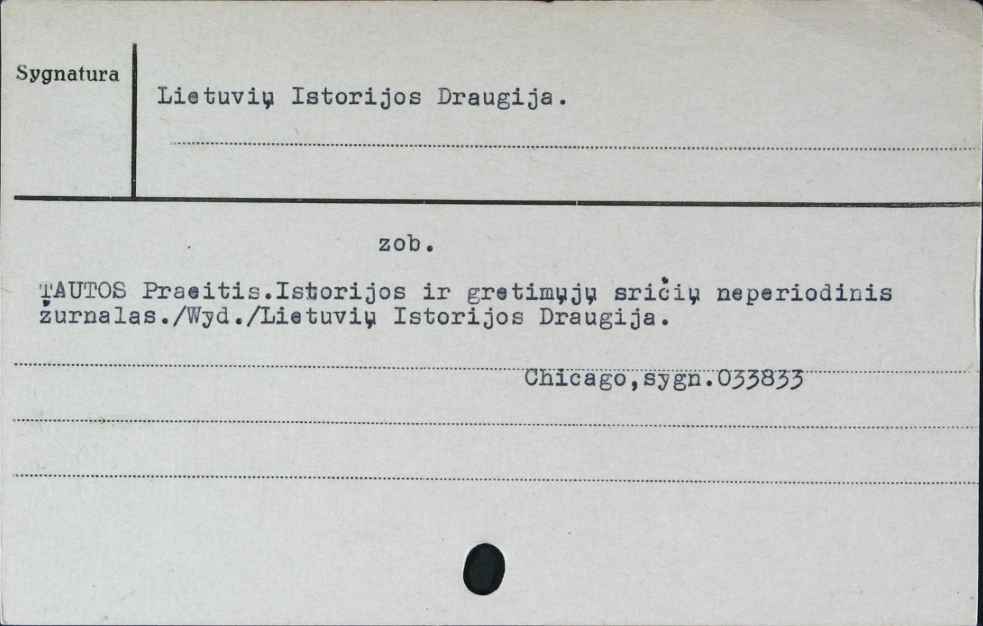 Sygnatura
Lietuvių Istorijos Draugija.
zob.
TAUTOS Praeitis.Istorijos ir gretimųjų sričių neperiodinis
žurnalas./Wyd./Lietuvių Istorijos Draugija.
Chicago,sygn.033833